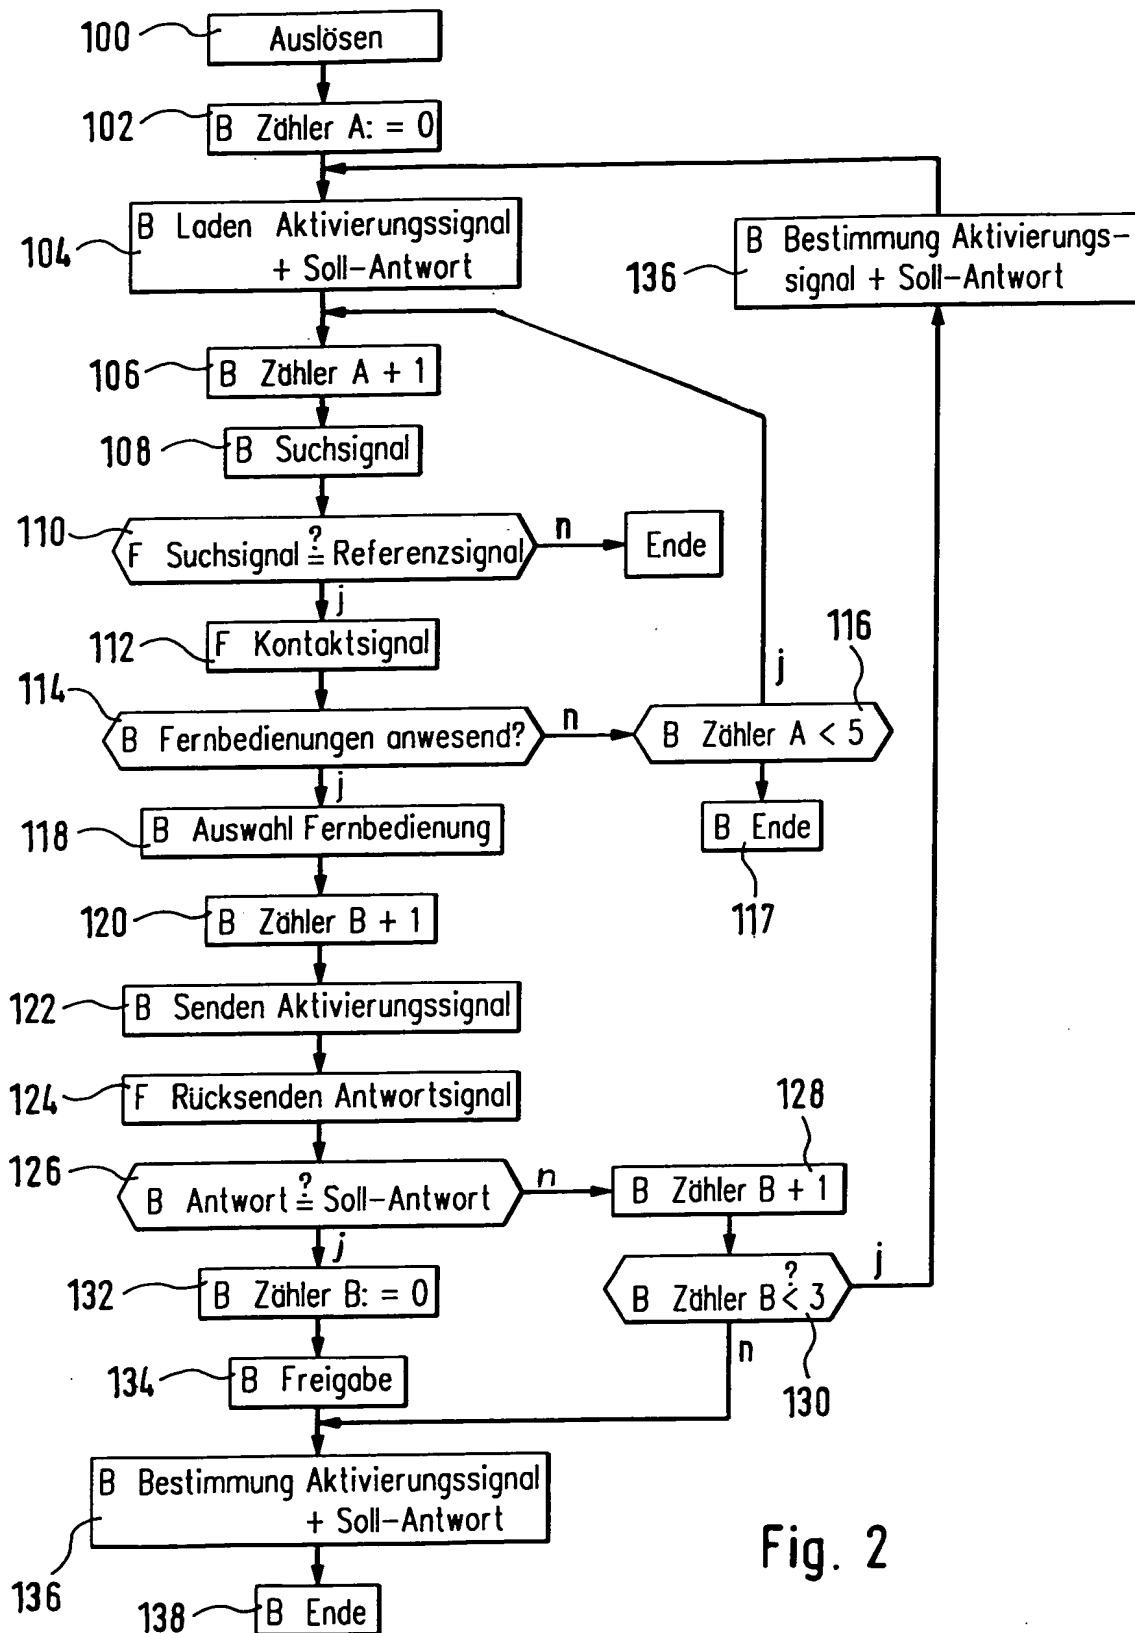 100
Auslösen
102
B Zähler A: = 0
104
B Laden Aktivierungssignal
+ Soll-Antwort
136
B Bestimmung Aktivierungs-
signal + Soll-Antwort
106
B Zähler A + 1
108
B Suchsignal
110
F Suchsignal ≟ Referenzsignal
n
Ende
j
112
F Kontaktsignal
114
B Fernbedienungen anwesend?
n
116
j
B Zähler A < 5
j
B Ende
117
118
B Auswahl Fernbedienung
120
B Zähler B + 1
122
B Senden Aktivierungssignal
124
F Rücksenden Antwortsignal
126
B Antwort ≟ Soll-Antwort
n
128
B Zähler B + 1
j
132
B Zähler B: = 0
?
B Zähler B < 3
j
n
130
134
B Freigabe
136
B Bestimmung Aktivierungssignal
+ Soll-Antwort
138
B Ende
Fig. 2